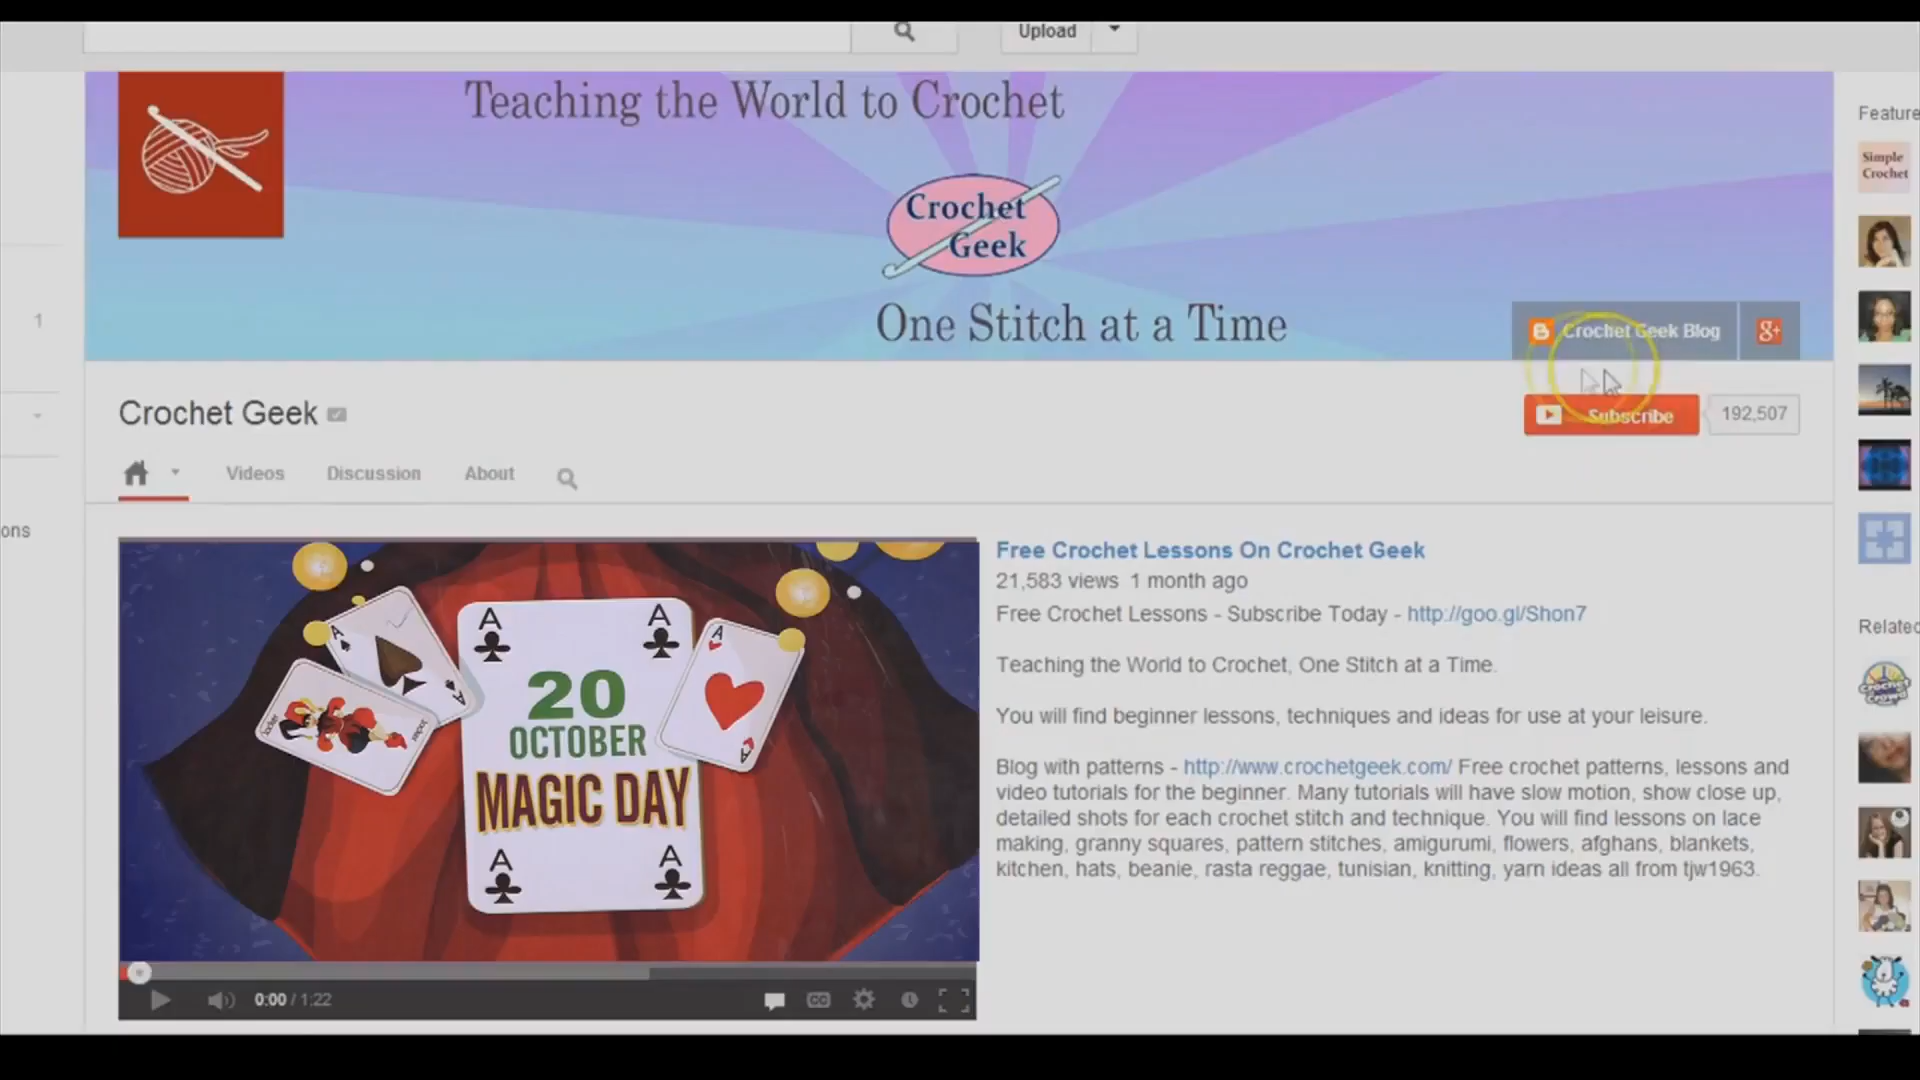 Upload
Teaching the World to Crochet
Crochet
Geek
One Stitch at a Time
Crochet Geek Blog
g+
Feature
Simple
Crochet
1
Crochet Geek
Subscribe
192,507
Videos
Discussion
About
ons
Free Crochet Lessons On Crochet Geek
21,583 views 1 month ago
Free Crochet Lessons - Subscribe Today - http://goo.gl/Shon7
Teaching the World to Crochet, One Stitch at a Time.
You will find beginner lessons, techniques and ideas for use at your leisure.
Blog with patterns - http://www.crochetgeek.com/ Free crochet patterns, lessons and
video tutorials for the beginner. Many tutorials will have slow motion, show close up,
detailed shots for each crochet stitch and technique. You will find lessons on lace
making, granny squares, pattern stitches, amigurumi, flowers, afghans, blankets,
kitchen, hats, beanie, rasta reggae, tunisian, knitting, yarn ideas all from tjw1963.
A
A
A
A
A
A
Joker
Joker
20
OCTOBER
MAGIC DAY
A
A
0:00 / 1:22
CC
Related
Crochet
Crowd